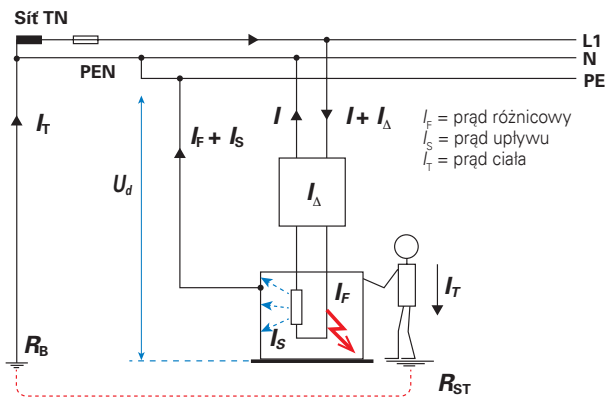 Síť TN
L1
PEN
N
PE
I_T
I_F + I_S
I
I + I_Δ
I_F = prąd różnicowy
I_S = prąd upływu
I_T = prąd ciała
U_d
I_Δ
I_F
I_T
I_S
R_B
R_ST